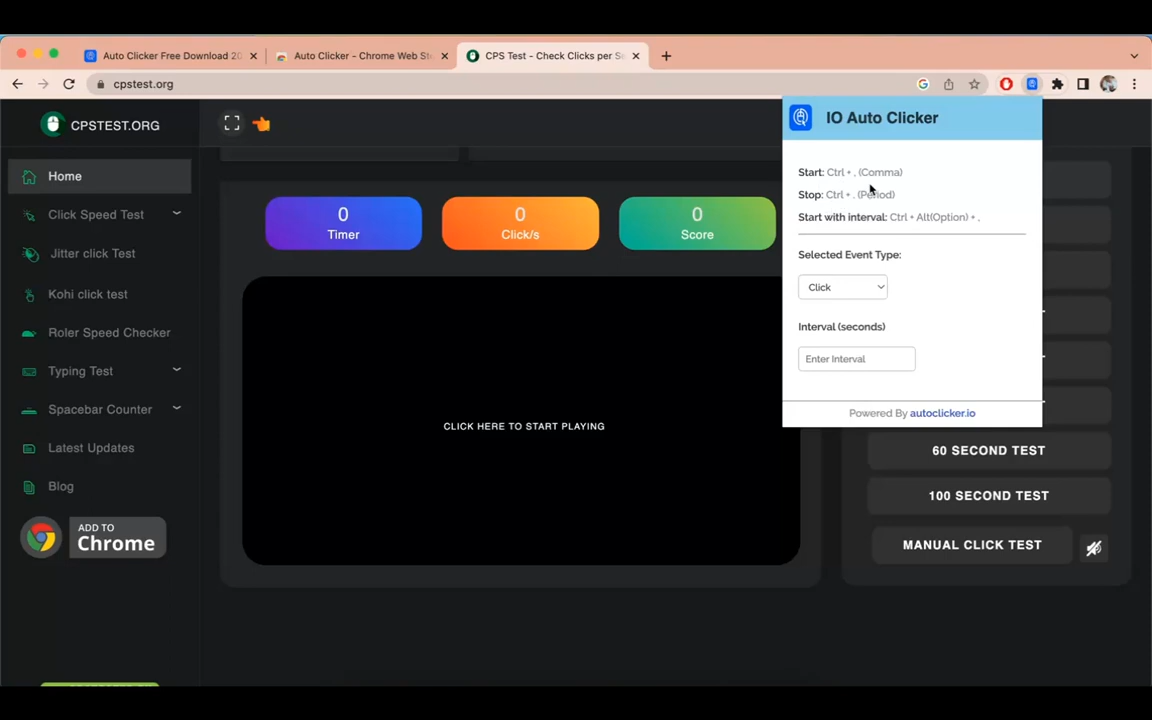 Auto Clicker Free Download 20
Auto Clicker - Chrome Web St
CPS Test - Check Clicks per Se
cpstest.org
CPSTEST.ORG
Home
Click Speed Test
Jitter click Test
Kohi click test
Roler Speed Checker
Typing Test
Spacebar Counter
Latest Updates
Blog
ADD TO
Chrome
0
Timer
0
Click/s
0
Score
CLICK HERE TO START PLAYING
IO Auto Clicker
Start: Ctrl + , (Comma)
Stop: Ctrl + . (Period)
Start with interval: Ctrl + Alt(Option) + ,
Selected Event Type:
Click
Interval (seconds)
Enter Interval
Powered By autoclicker.io
60 SECOND TEST
100 SECOND TEST
MANUAL CLICK TEST